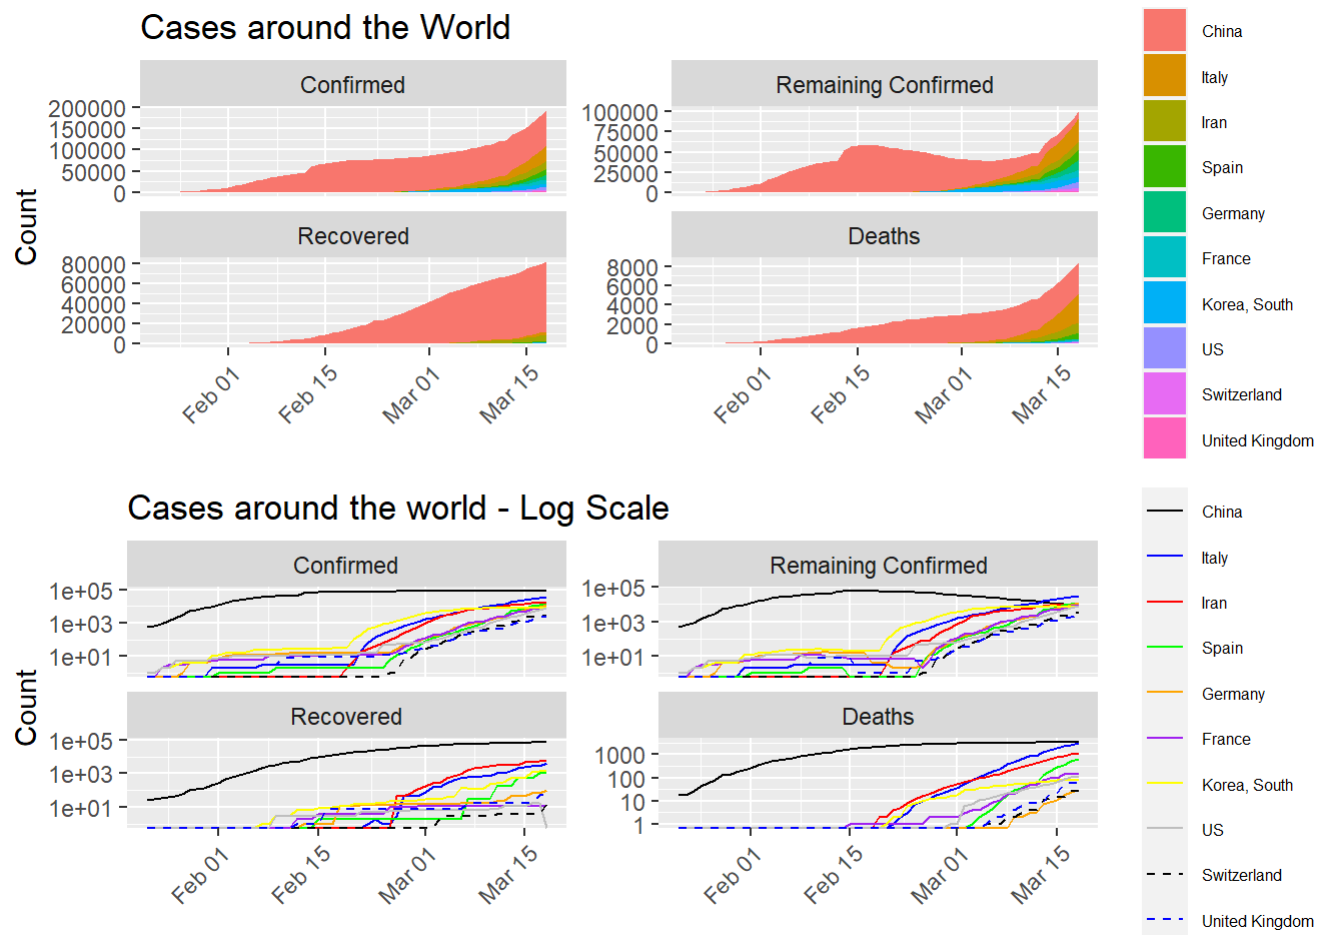 Cases around the World
Confirmed
Remaining Confirmed
200000
150000
100000
50000
0
100000
75000
50000
25000
0
Count
Recovered
Deaths
80000
60000
40000
20000
0
8000
6000
4000
2000
0
Feb 01
Feb 15
Mar 01
Mar 15
Feb 01
Feb 15
Mar 01
Mar 15
China
Italy
Iran
Spain
Germany
France
Korea, South
US
Switzerland
United Kingdom
Cases around the world - Log Scale
Confirmed
Remaining Confirmed
1e+05
1e+03
1e+01
1e+05
1e+03
1e+01
Count
Recovered
Deaths
1e+05
1e+03
1e+01
1000
100
10
1
Feb 01
Feb 15
Mar 01
Mar 15
Feb 01
Feb 15
Mar 01
Mar 15
China
Italy
Iran
Spain
Germany
France
Korea, South
US
Switzerland
United Kingdom